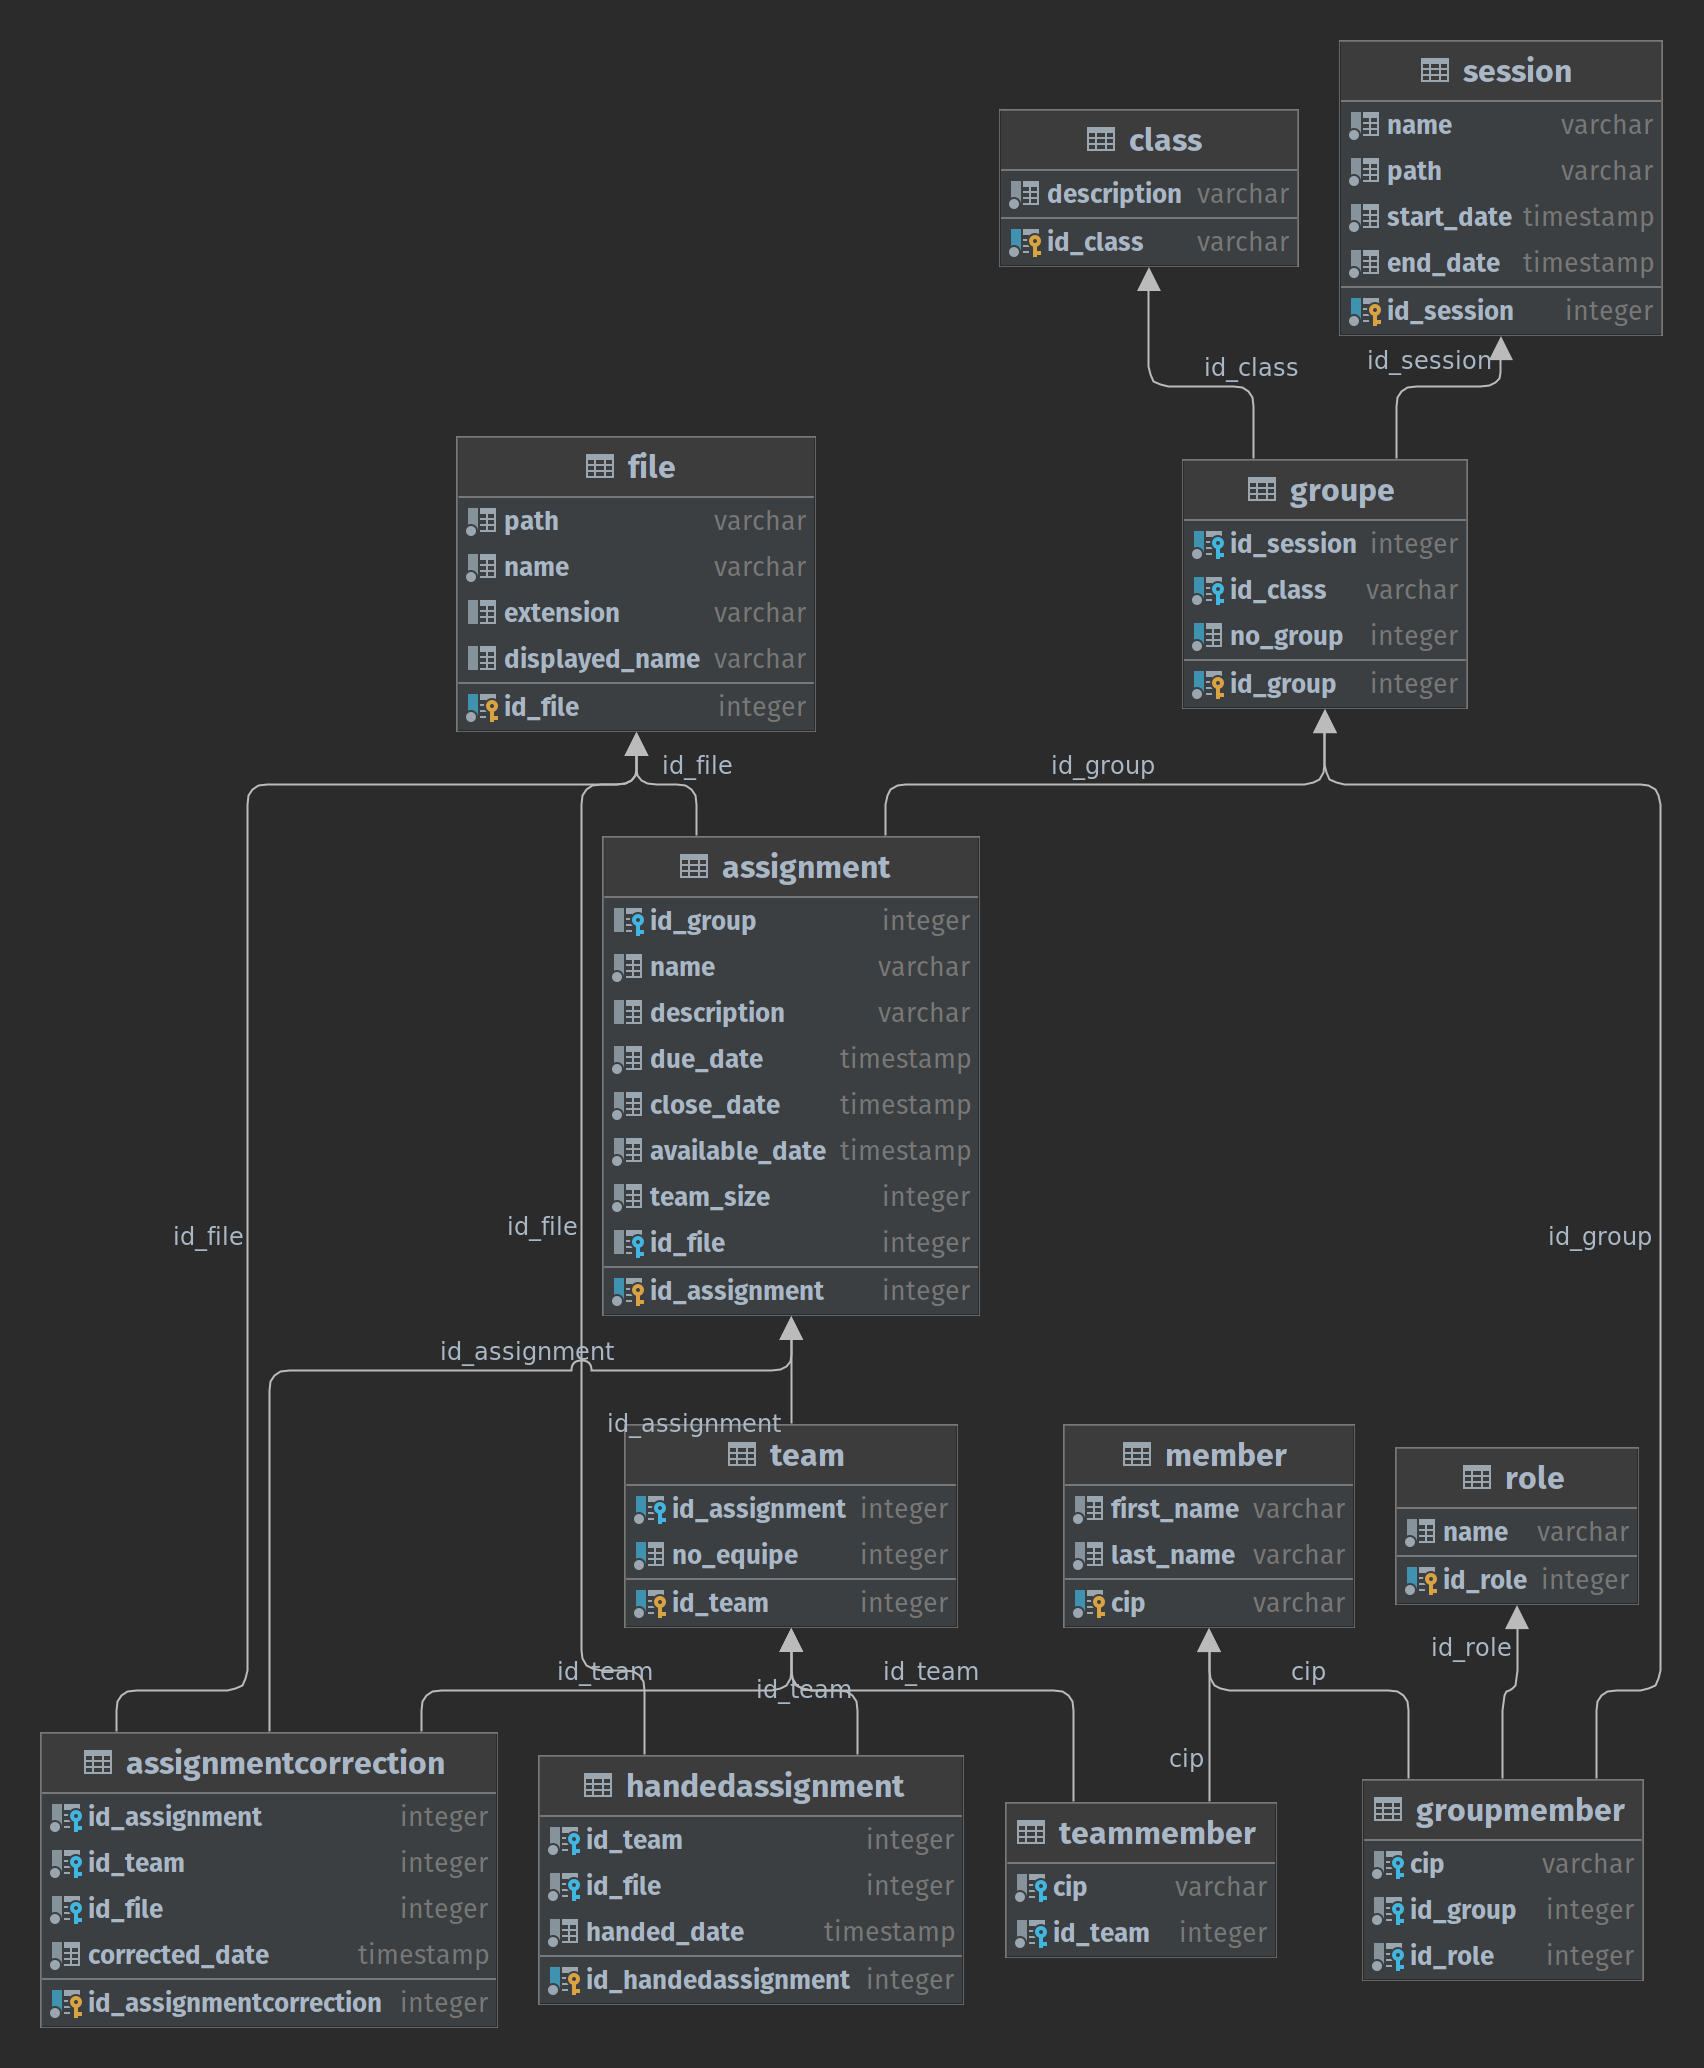 session
name varchar
path varchar
start_date timestamp
end_date timestamp
id_session integer
class
description varchar
id_class varchar
id_class
id_session
file
path varchar
name varchar
extension varchar
displayed_name varchar
id_file integer
groupe
id_session integer
id_class varchar
no_group integer
id_group integer
id_file
id_group
assignment
id_group integer
name varchar
description varchar
due_date timestamp
close_date timestamp
available_date timestamp
team_size integer
id_file integer
id_assignment integer
id_file
id_file
id_group
id_assignment
id_assignment
team
id_assignment integer
no_equipe integer
id_team integer
member
first_name varchar
last_name varchar
cip varchar
role
name varchar
id_role integer
id_role
id_team
id_team
id_team
cip
cip
assignmentcorrection
id_assignment integer
id_team integer
id_file integer
corrected_date timestamp
id_assignmentcorrection integer
handedassignment
id_team integer
id_file integer
handed_date timestamp
id_handedassignment integer
teammember
cip varchar
id_team integer
groupmember
cip varchar
id_group integer
id_role integer